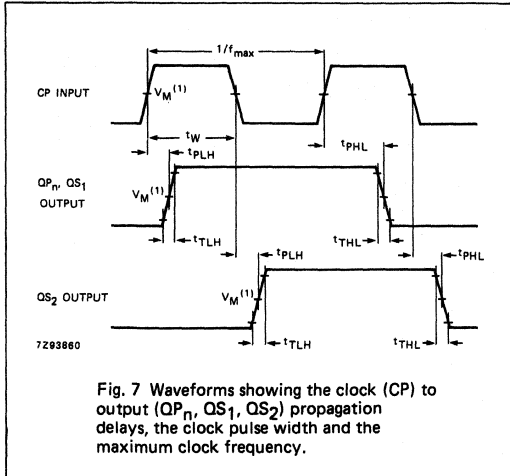 1/fmax
CP INPUT
VM(1)
tW
tPLH
tPHL
QPn, QS1
OUTPUT
VM(1)
tTLH
tTHL
tPLH
tPHL
QS2 OUTPUT
VM(1)
7Z93860
tTLH
tTHL
Fig. 7 Waveforms showing the clock (CP) to
output (QPn, QS1, QS2) propagation
delays, the clock pulse width and the
maximum clock frequency.